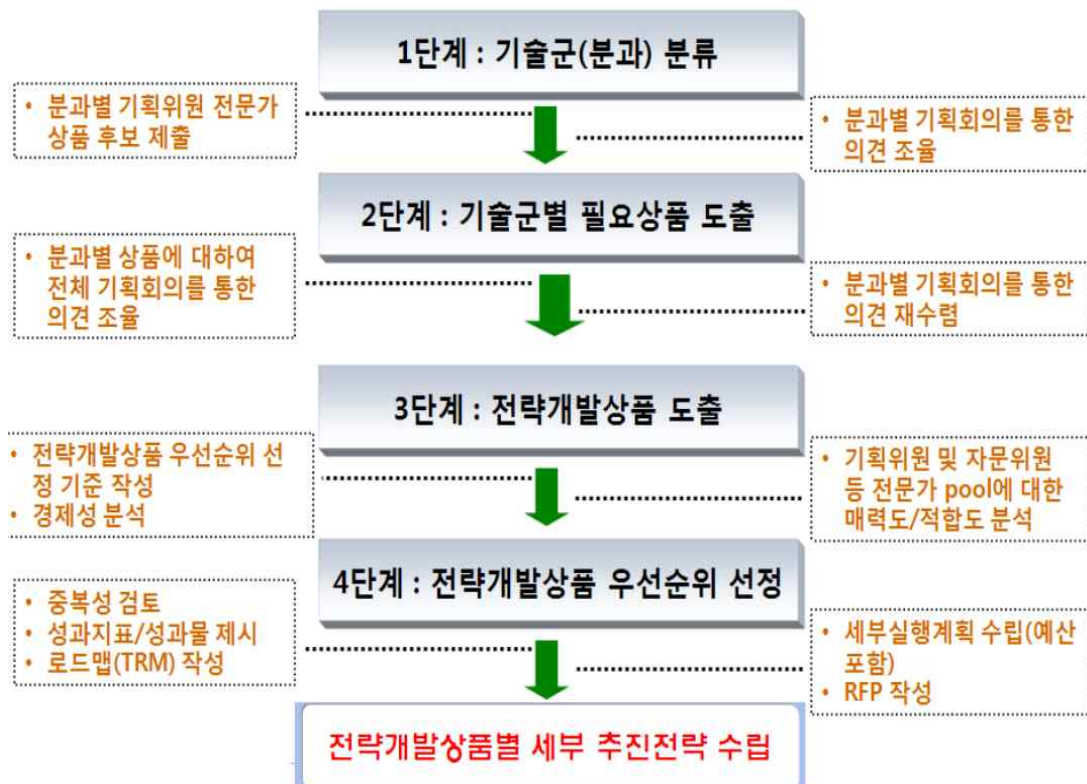 1단계 : 기술군(분과) 분류
• 분과별 기획위원 전문가
상품 후보 제출
• 분과별 기획회의를 통한
의견 조율
2단계 : 기술군별 필요상품 도출
• 분과별 상품에 대하여
전체 기획회의를 통한
의견 조율
• 분과별 기획회의를 통한
의견 재수렴
3단계 : 전략개발상품 도출
• 전략개발상품 우선순위 선
정 기준 작성
• 경제성 분석
• 기획위원 및 자문위원
등 전문가 pool에 대한
매력도/적합도 분석
4단계 : 전략개발상품 우선순위 선정
• 중복성 검토
• 성과지표/성과물 제시
• 로드맵(TRM) 작성
• 세부실행계획 수립(예산
포함)
• RFP 작성
전략개발상품별 세부 추진전략 수립